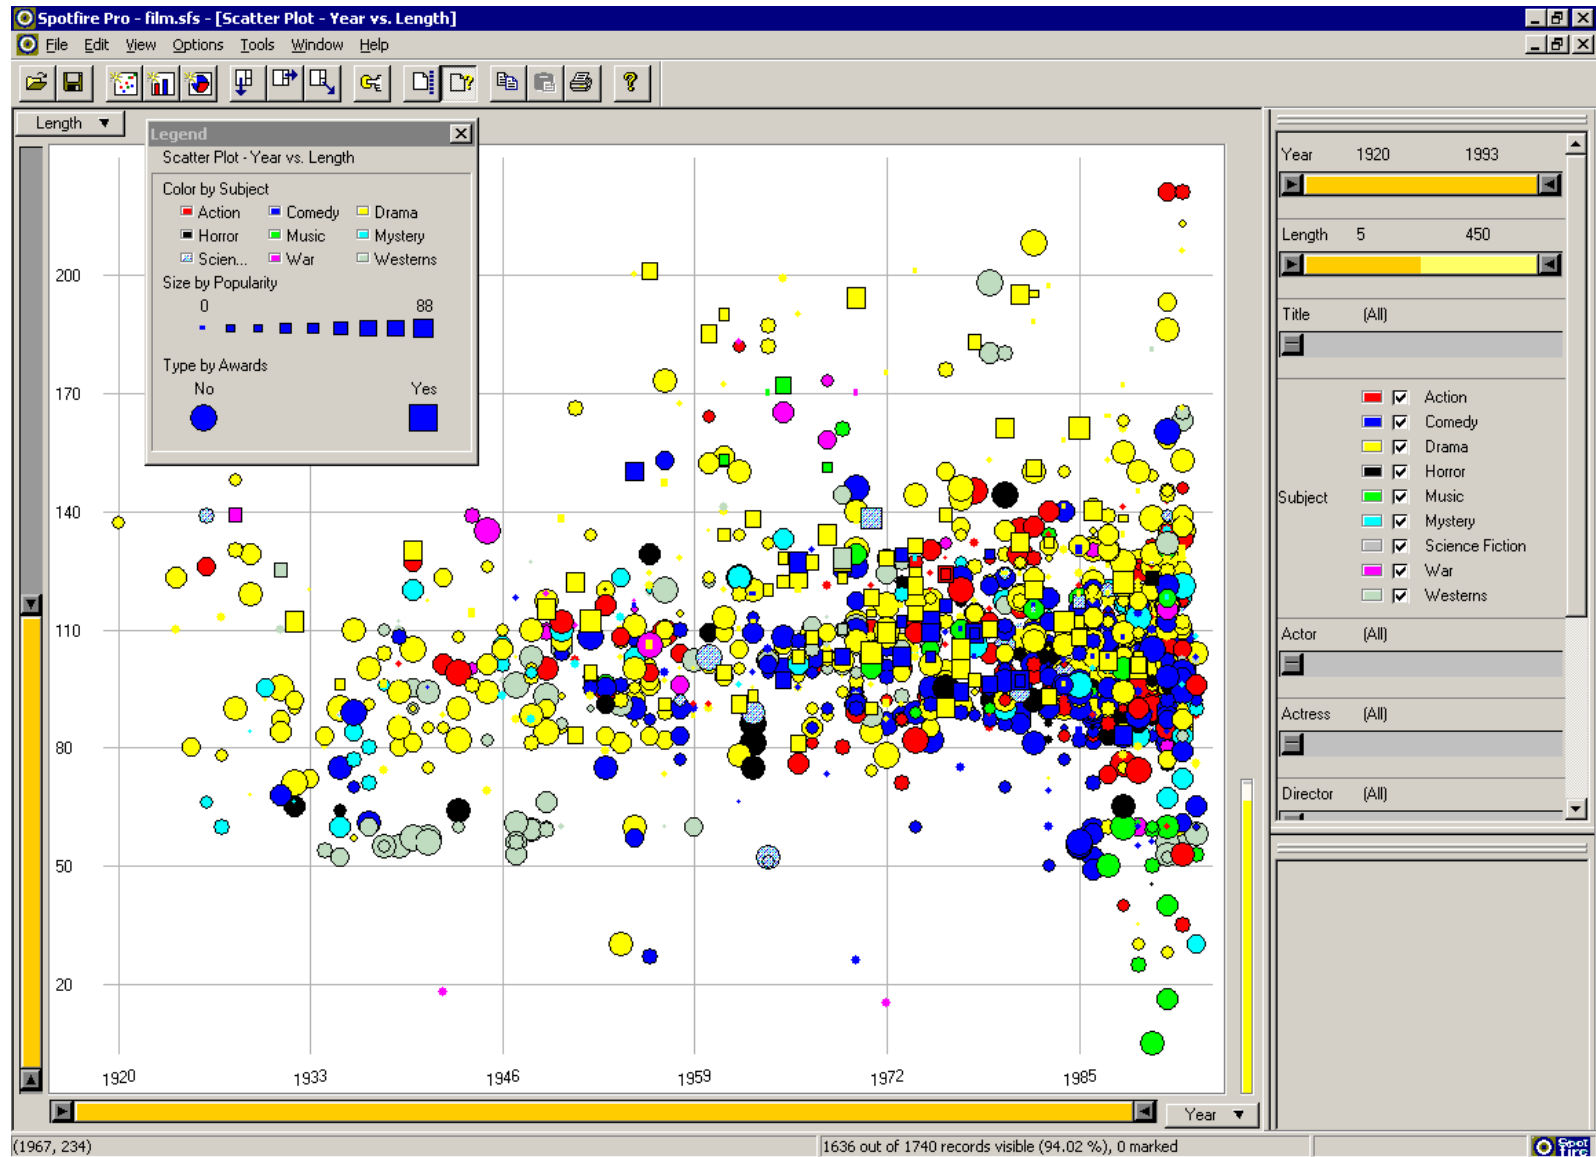 Spotfire Pro - film.sfs - [Scatter Plot - Year vs. Length]
File Edit View Options Tools Window Help
Length
Legend
Scatter Plot - Year vs. Length
Color by Subject
Action Comedy Drama
Horror Music Mystery
Scien... War Westerns
Size by Popularity
0 88
Type by Awards
No Yes
200
170
140
110
80
50
20
1920 1933 1946 1959 1972 1985
Year
Year 1920 1993
Length 5 450
Title (All)
Subject
Action
Comedy
Drama
Horror
Music
Mystery
Science Fiction
War
Westerns
Actor (All)
Actress (All)
Director (All)
(1967, 234)
1636 out of 1740 records visible (94.02 %), 0 marked
Spot
fire